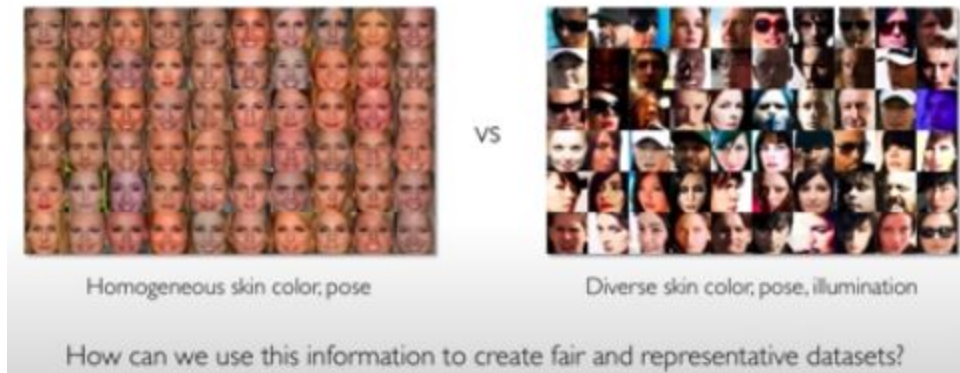 VS
Homogeneous skin color, pose
Diverse skin color, pose, illumination
How can we use this information to create fair and representative datasets?